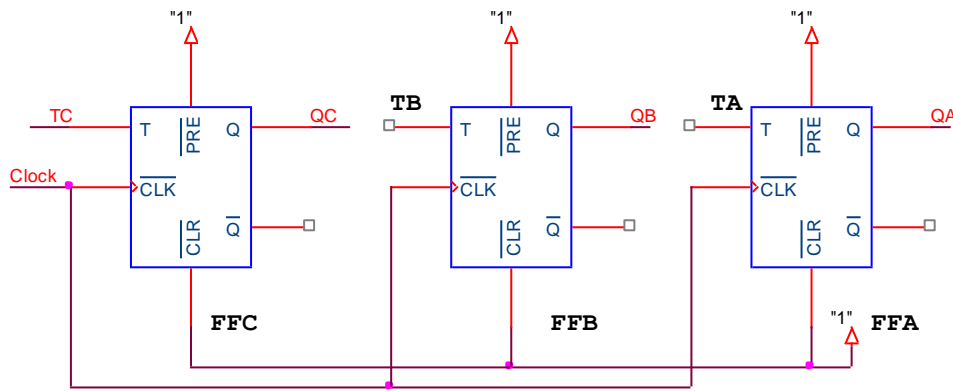 "1" "1" "1"
TB TA
TC QC QB QA
T PRE Q T PRE Q T PRE Q
Clock
CLK CLK CLK
CLR Q CLR Q CLR Q
FFC FFB "1" FFA